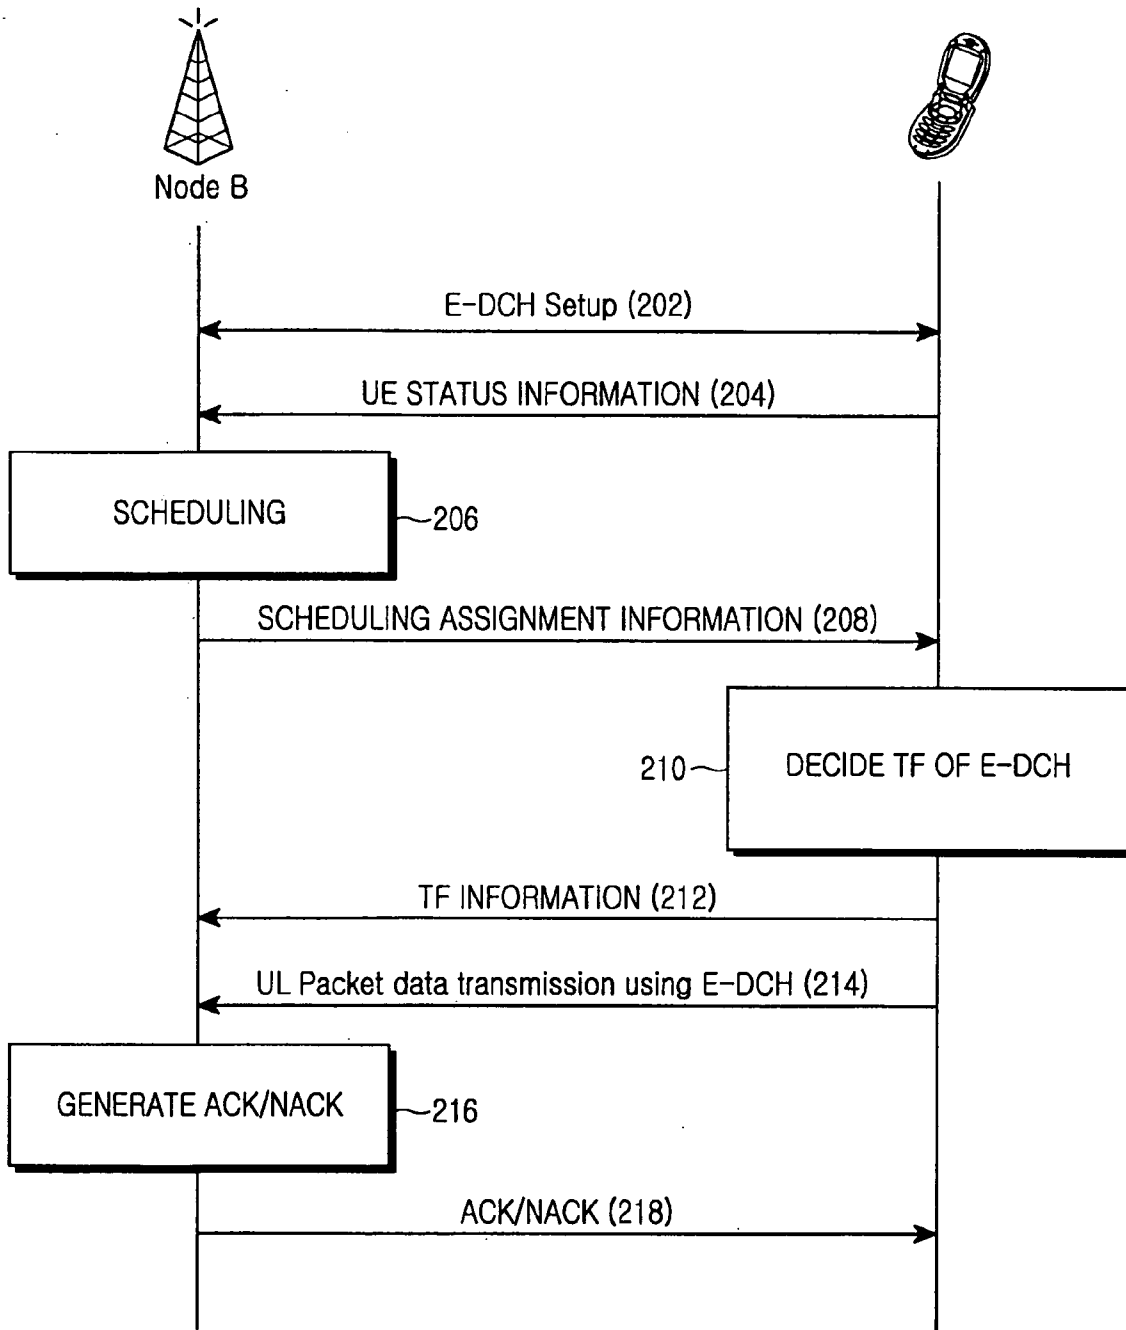 Node B
E-DCH Setup (202)
UE STATUS INFORMATION (204)
SCHEDULING
206
SCHEDULING ASSIGNMENT INFORMATION (208)
210
DECIDE TF OF E-DCH
TF INFORMATION (212)
UL Packet data transmission using E-DCH (214)
GENERATE ACK/NACK
216
ACK/NACK (218)